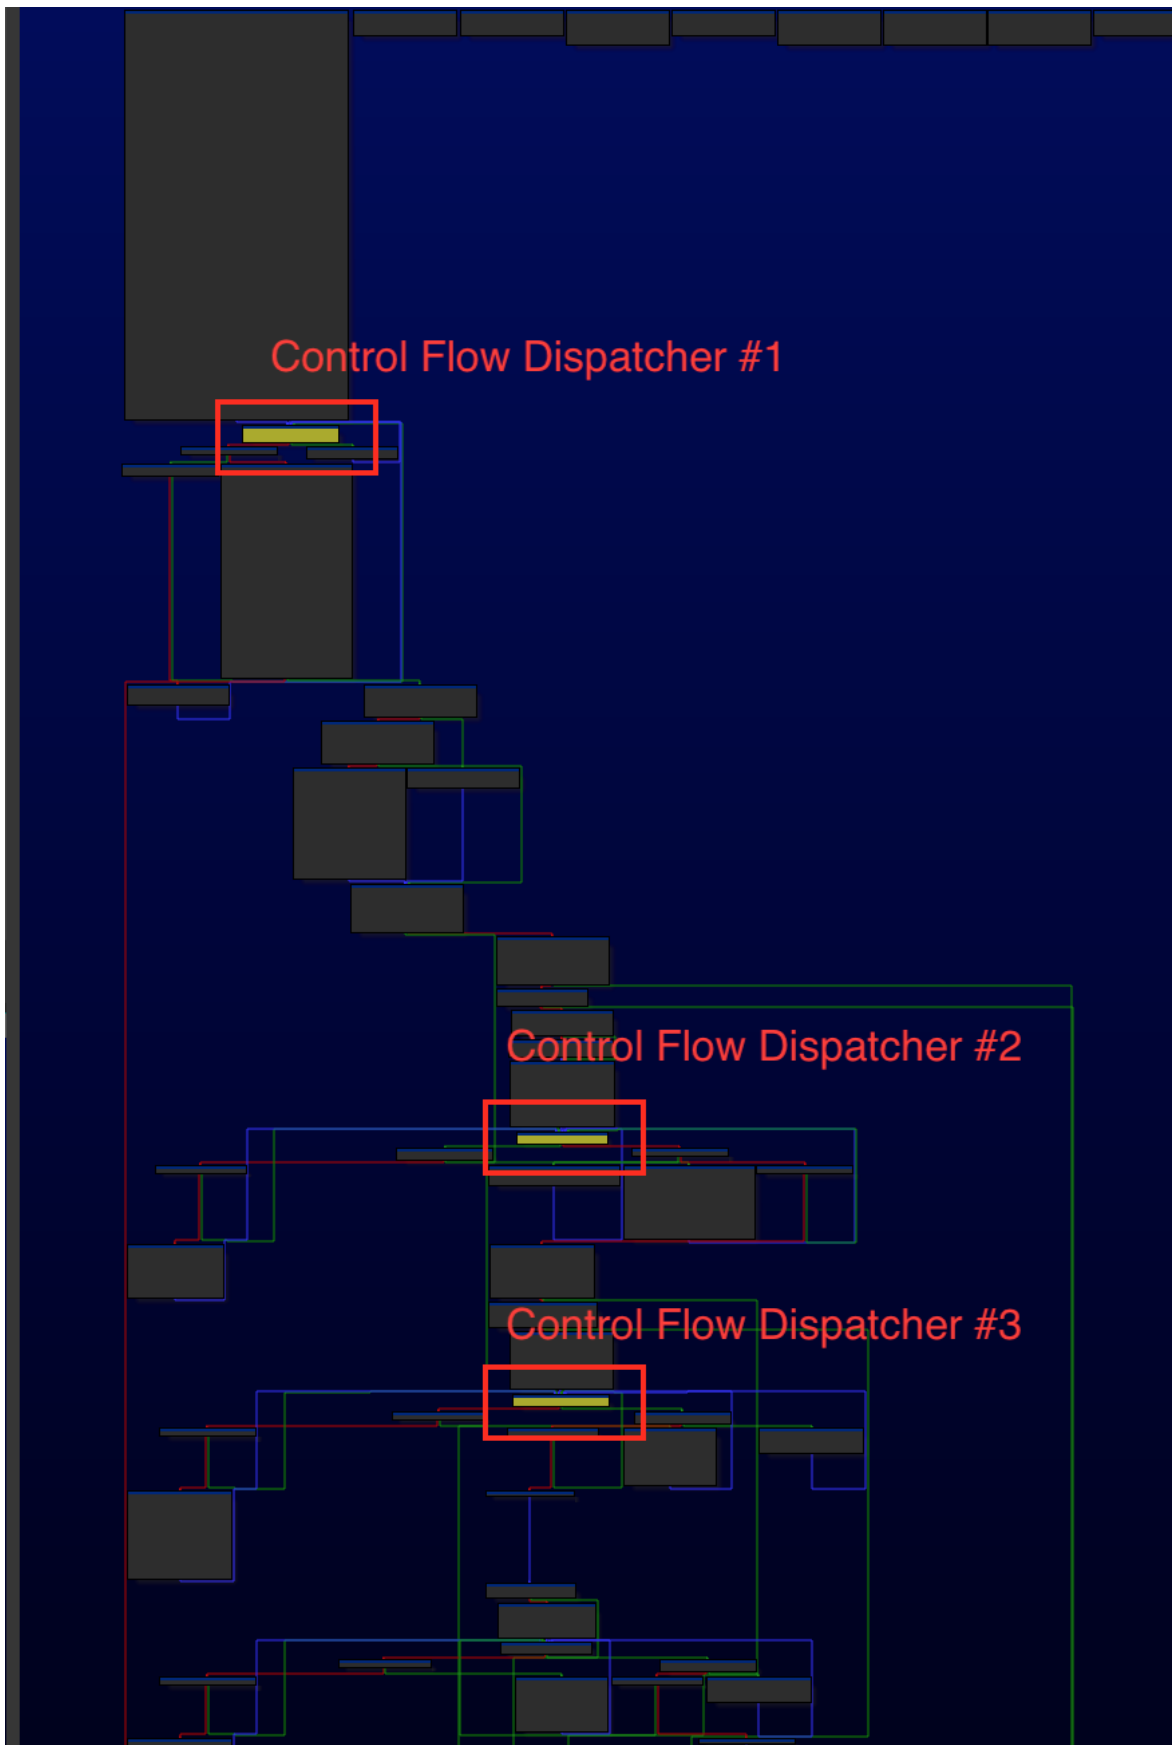 Control Flow Dispatcher #1
Control Flow Dispatcher #2
Control Flow Dispatcher #3